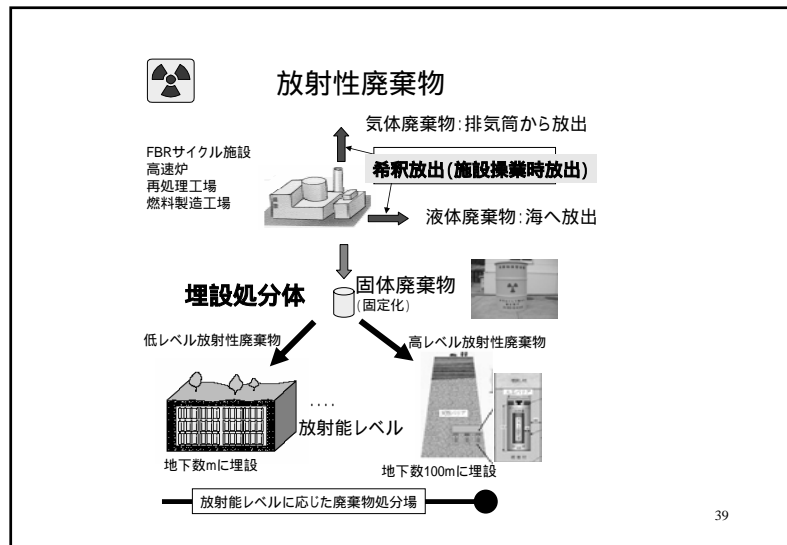 放射性廃棄物
気体廃棄物:排気筒から放出
FBRサイクル施設
高速炉
再処理工場
燃料製造工場
希釈放出(施設操業時放出)
液体廃棄物:海へ放出
埋設処分体
固体廃棄物
(固定化)
低レベル放射性廃棄物
高レベル放射性廃棄物
....
放射能レベル
地下数mに埋設
地下数100mに埋設
放射能レベルに応じた廃棄物処分場
39